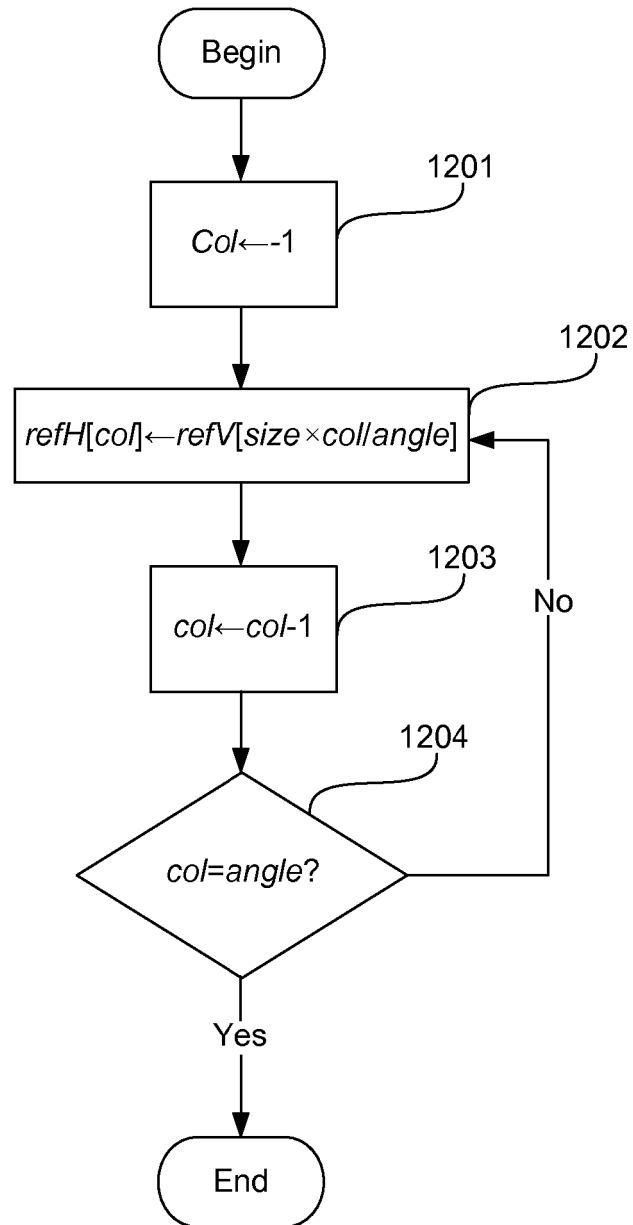 Begin
1201
Col←-1
1202
refH[col]←refV[size×col/angle]
1203
col←col-1
No
1204
col=angle?
Yes
End